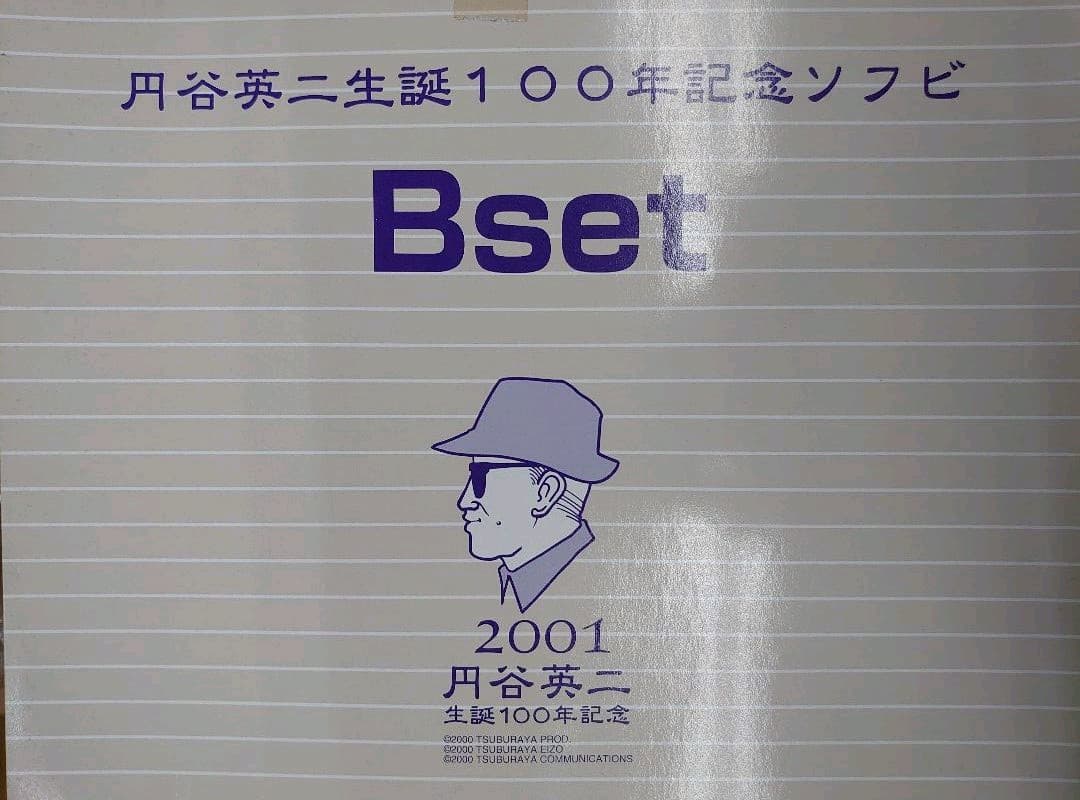 円谷英二生誕１００年記念ソフビ
Bset
2001
円谷英二
生誕100年記念
©2000 TSUBURAYA PROD.
©2000 TSUBURAYA EIZO
©2000 TSUBURAYA COMMUNICATIONS